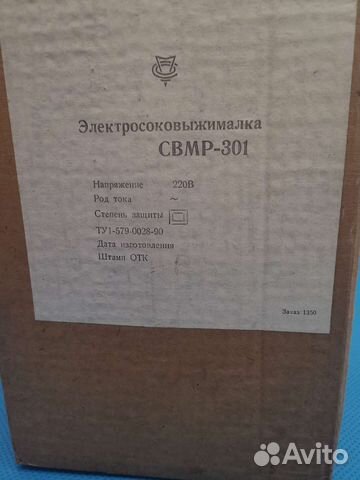 Электросоковыжималка
СВМР-301
Напряжение 220В
Род тока ~
Степень защиты
ТУ1-579-0028-90
Дата изготовления
Штамп ОТК
Заказ 1350
Avito